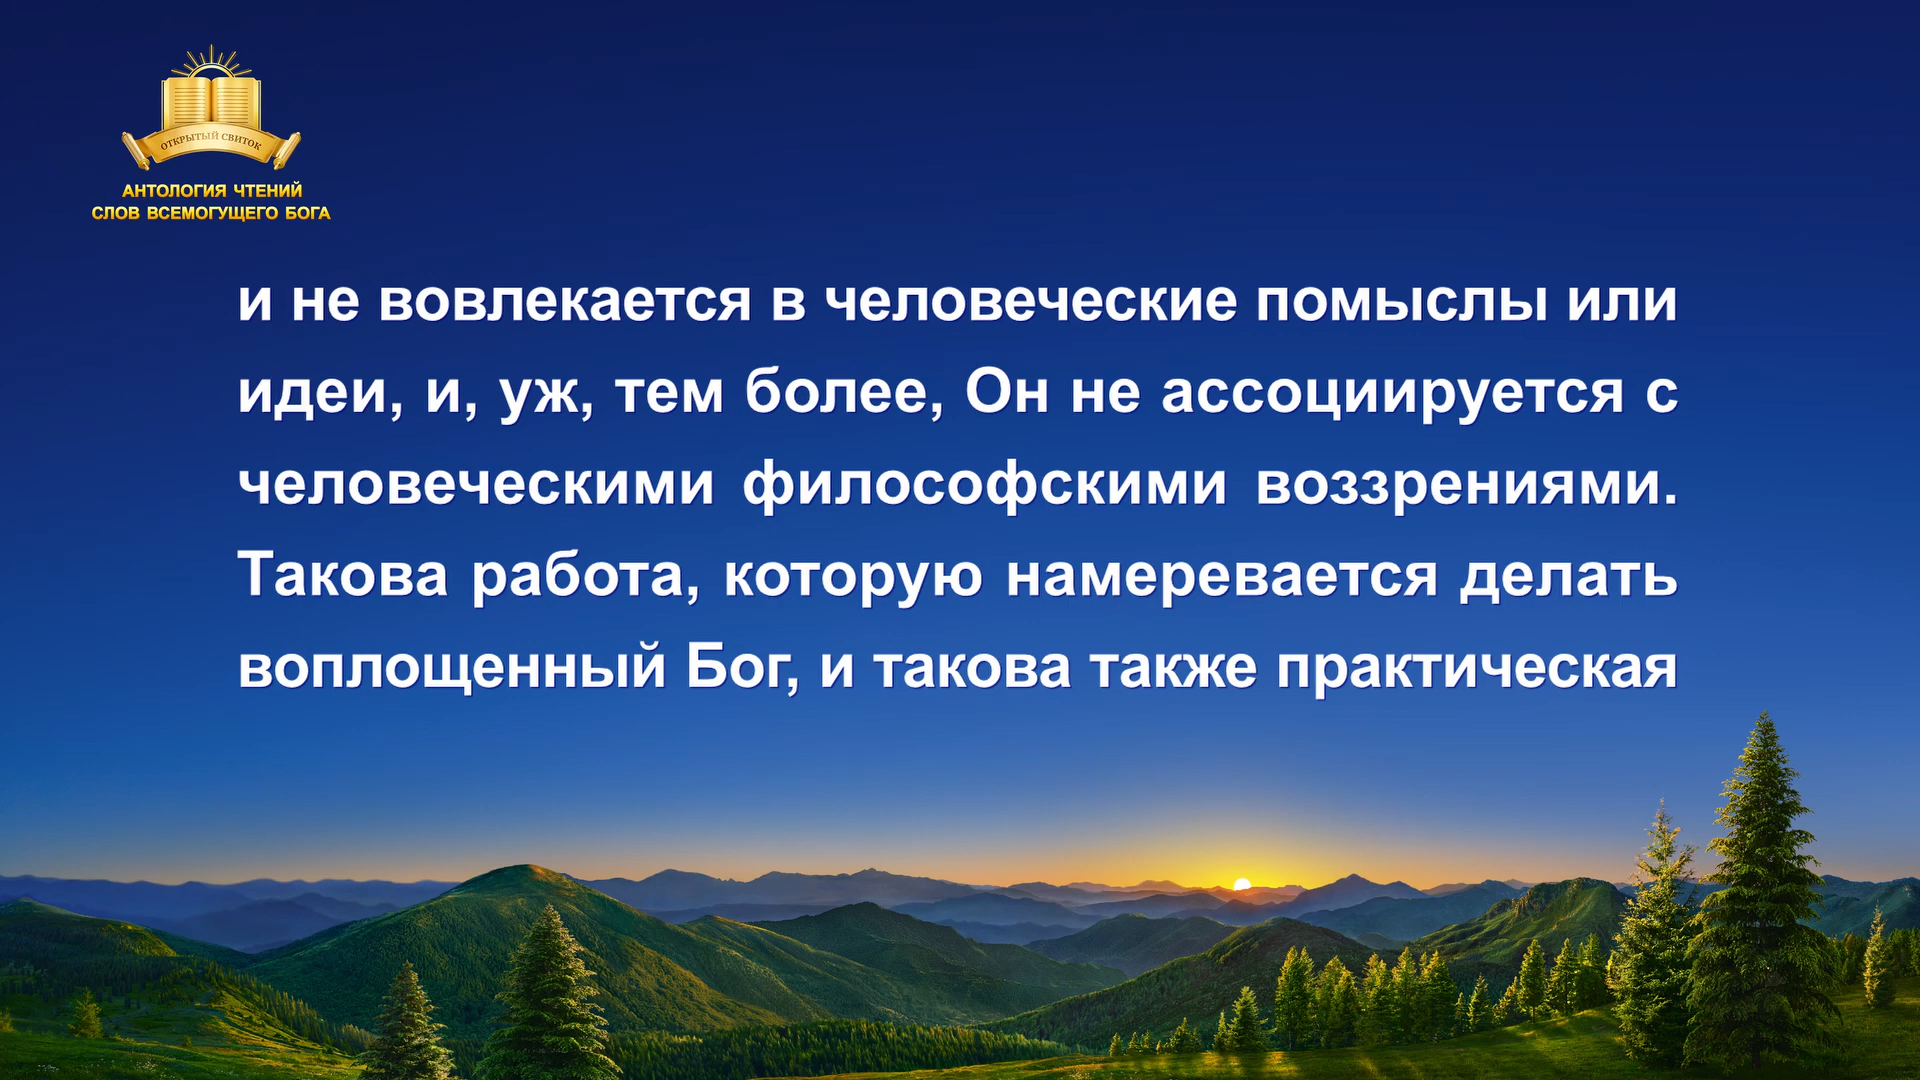 ОТКРЫТЫЙ СВИТОК
АНТОЛОГИЯ ЧТЕНИЙ
СЛОВ ВСЕМОГУЩЕГО БОГА
и не вовлекается в человеческие помыслы или
идеи, и, уж, тем более, Он не ассоциируется с
человеческими философскими воззрениями.
Такова работа, которую намеревается делать
воплощенный Бог, и такова также практическая